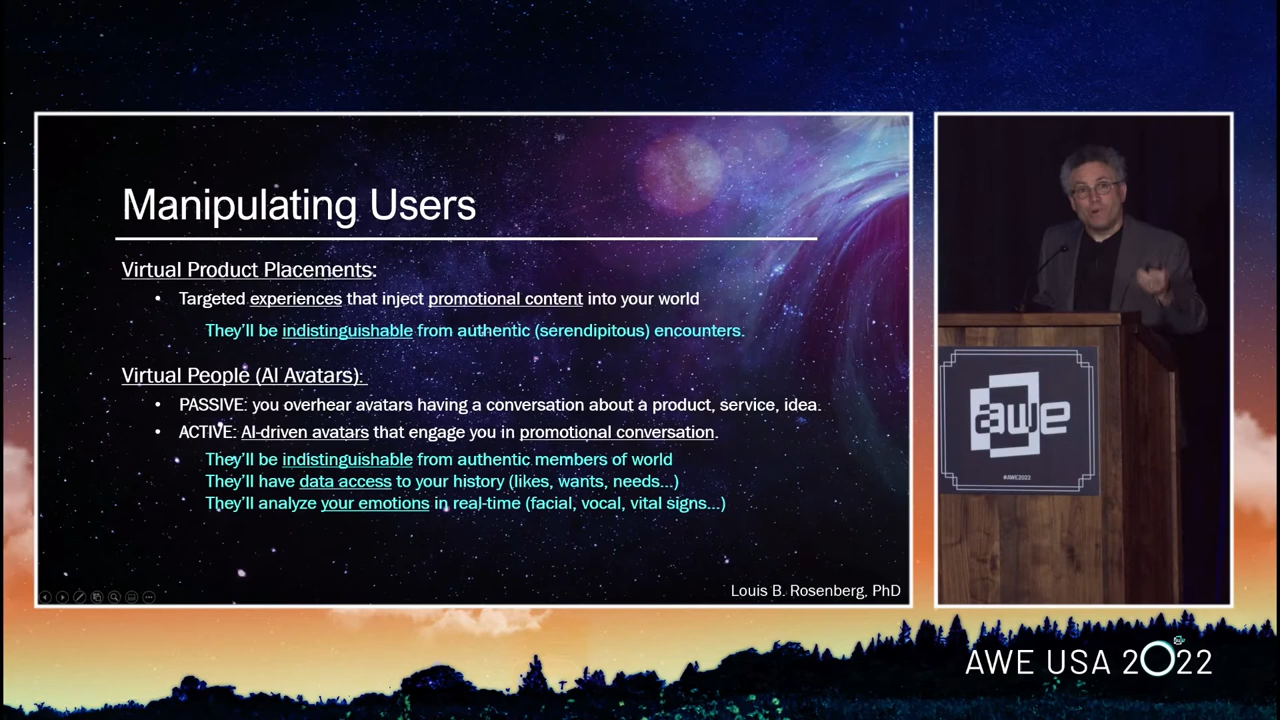 Manipulating Users
Virtual Product Placements:
• Targeted experiences that inject promotional content into your world
They'll be indistinguishable from authentic (serendipitous) encounters.
Virtual People (AI Avatars):
• PASSIVE: you overhear avatars having a conversation about a product, service, idea.
• ACTIVE: AI-driven avatars that engage you in promotional conversation.
They'll be indistinguishable from authentic members of world
They'll have data access to your history (likes, wants, needs...)
They'll analyze your emotions in real-time (facial, vocal, vital signs...)
Louis B. Rosenberg, PhD
awe
#AWE2022
AWE USA 2022